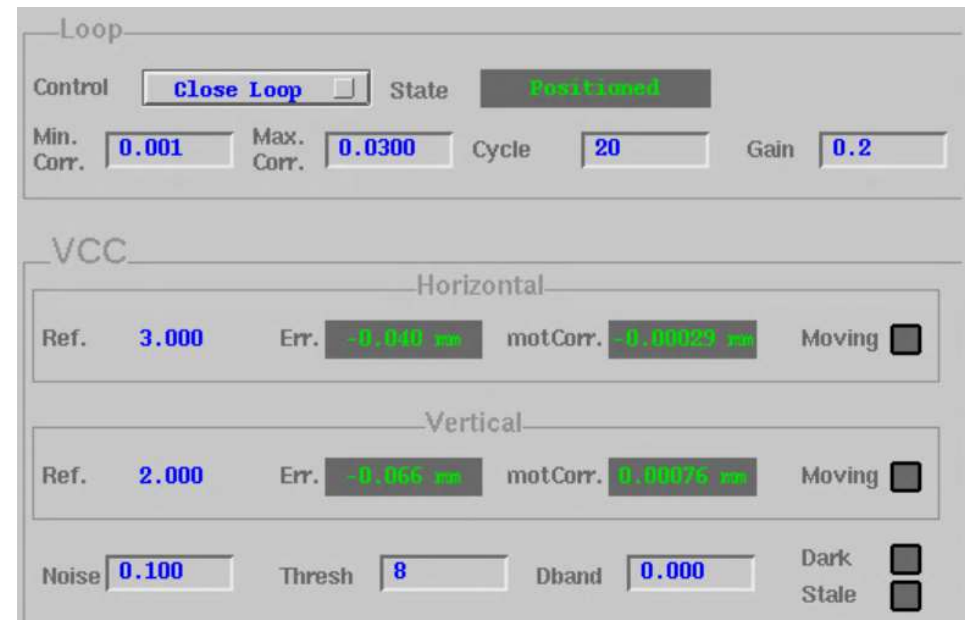 Loop
Control Close Loop State Positioned
Min. Corr. 0.001 Max. Corr. 0.0300 Cycle 20 Gain 0.2
VCC
Horizontal
Ref. 3.000 Err. -0.040 mm motCorr. -0.00029 mm Moving
Vertical
Ref. 2.000 Err. -0.066 mm motCorr. 0.00076 mm Moving
Noise 0.100 Thresh 8 Dband 0.000 Dark
Stale